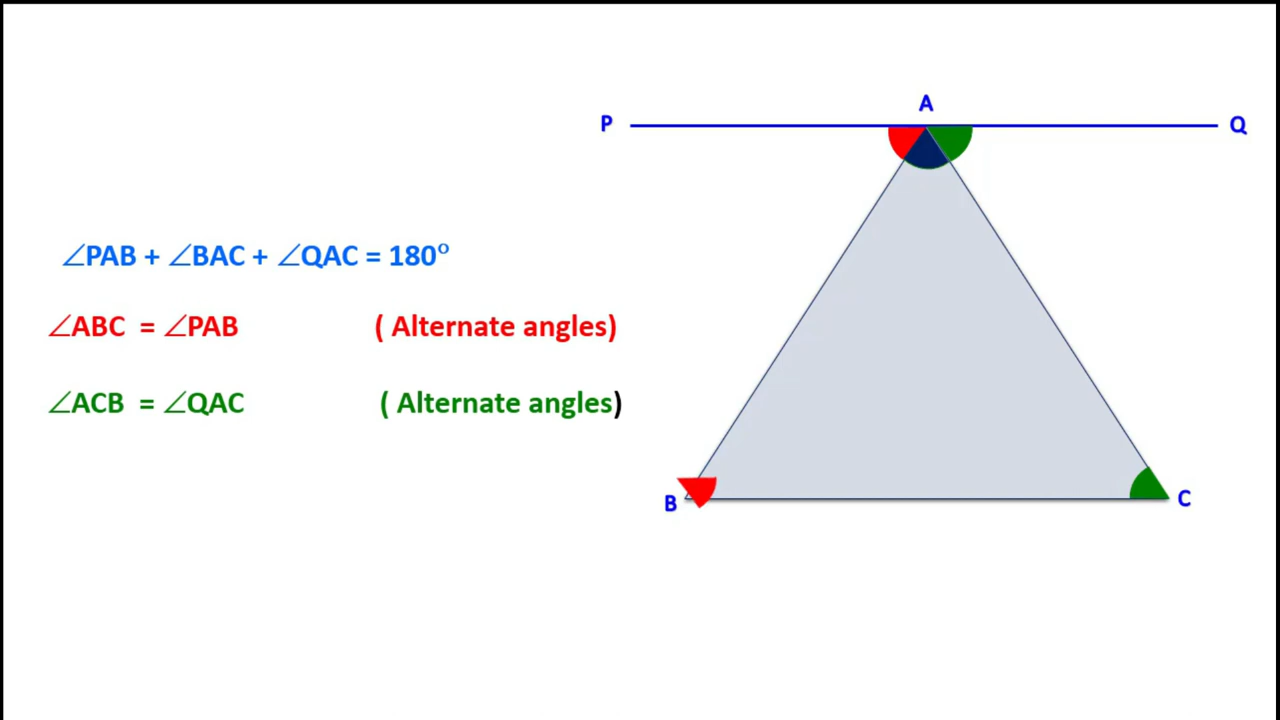 A
P
Q
∠PAB + ∠BAC + ∠QAC = 180°
∠ABC = ∠PAB ( Alternate angles)
∠ACB = ∠QAC ( Alternate angles)
B
C